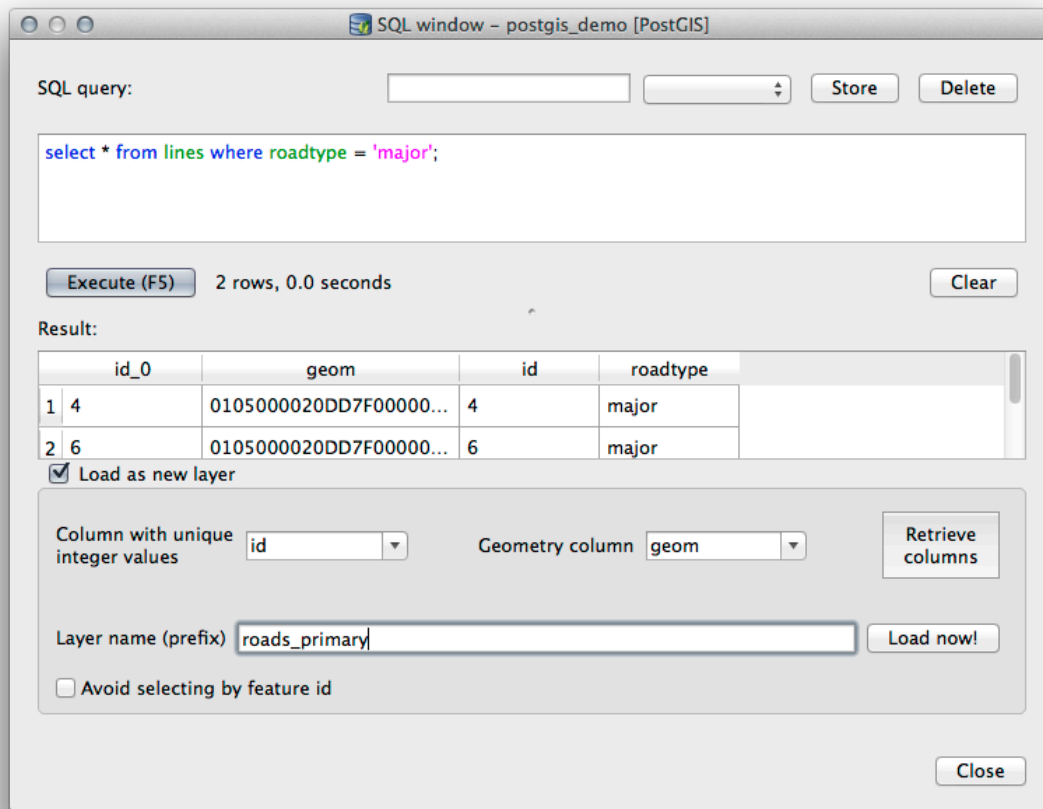 SQL window – postgis_demo [PostGIS]
SQL query:
Store
Delete
select * from lines where roadtype = 'major';
Execute (F5)
2 rows, 0.0 seconds
Clear
Result:
id_0 geom id roadtype
1 4 0105000020DD7F00000... 4 major
2 6 0105000020DD7F00000... 6 major
Load as new layer
Column with unique
integer values
id
Geometry column
geom
Retrieve
columns
Layer name (prefix)
roads_primary
Load now!
Avoid selecting by feature id
Close